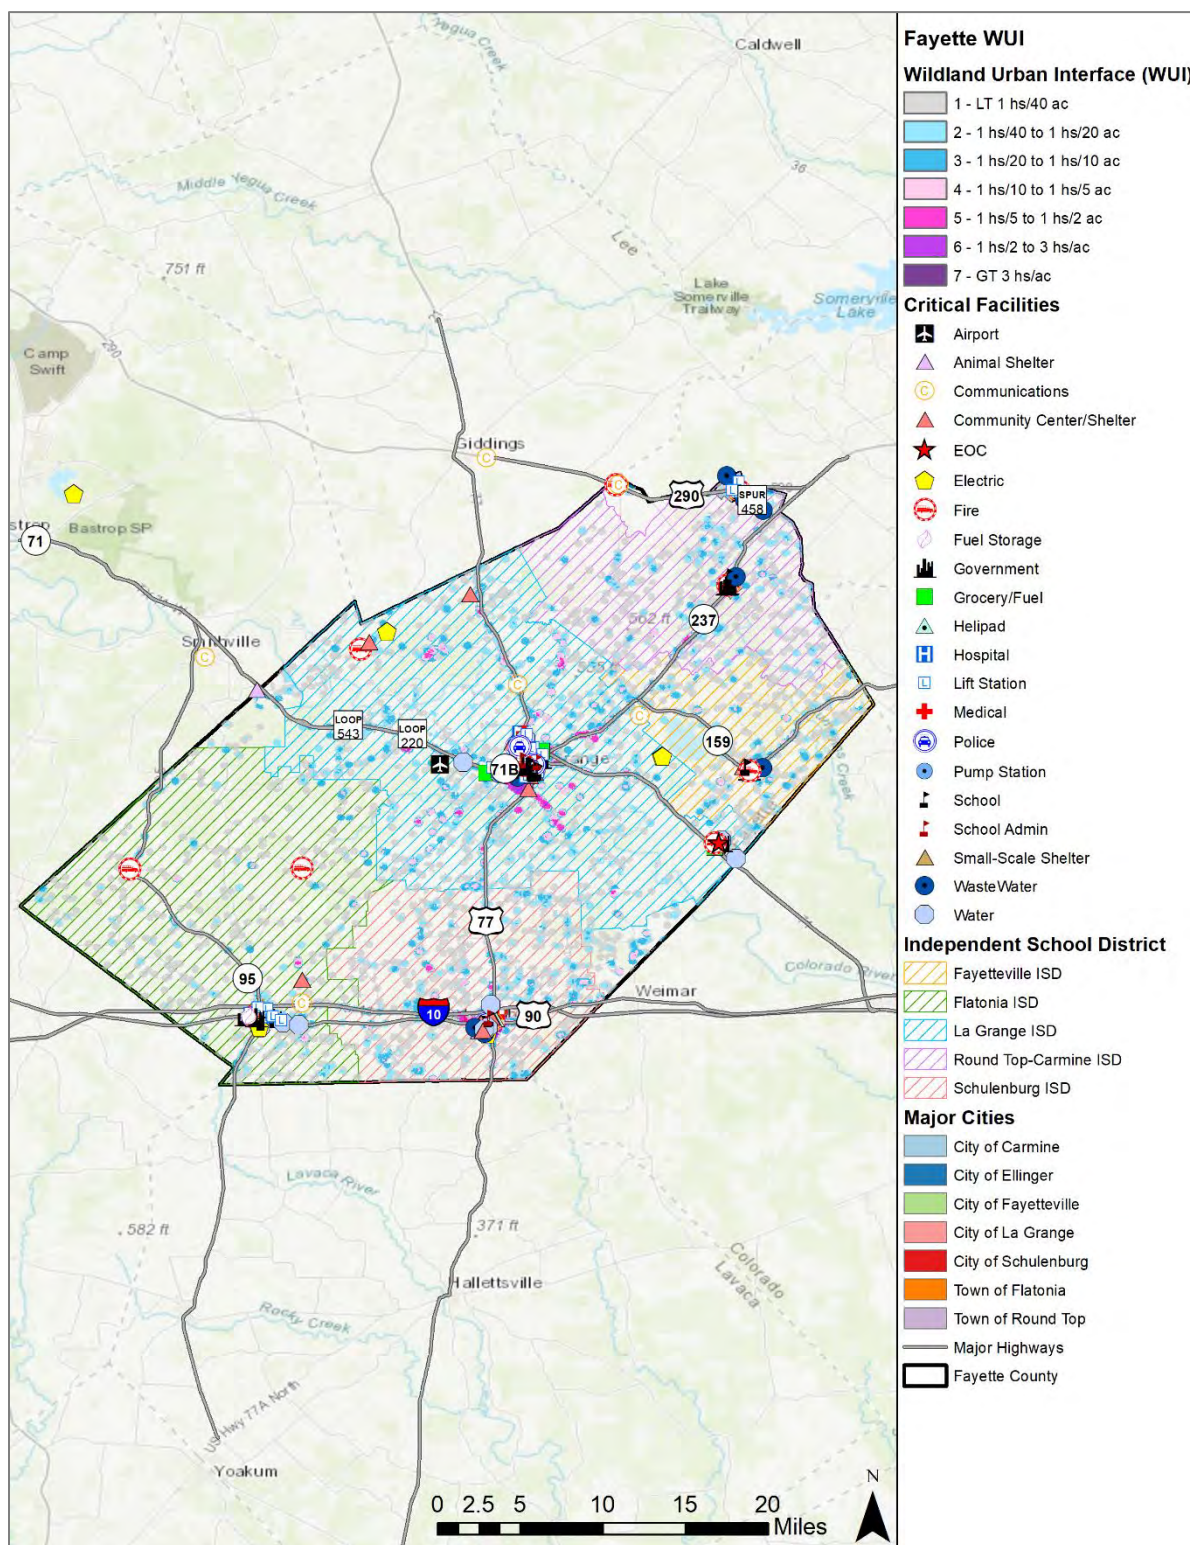 Caldwell
Yegua Creek
36
Middle Yegua Creek
Lee
751 ft
Lake
Somerville
Trailway
Somerville
Lake
290
77
Camp
Swift
Giddings
C
C
290
SPUR
458
Bastrop SP
71
237
562 ft
Smithville
C
C
C
LOOP
543
LOOP
220
159
71B
77
Colorado River
95
Weimar
C
10
90
Lavaca River
582 ft
371 ft
Colorado
Lavaca
Hallettsville
Rocky Creek
US Hwy 77A North
Yoakum
0 2.5 5 10 15 20
Miles
N
Fayette WUI
Wildland Urban Interface (WUI)
1 - LT 1 hs/40 ac
2 - 1 hs/40 to 1 hs/20 ac
3 - 1 hs/20 to 1 hs/10 ac
4 - 1 hs/10 to 1 hs/5 ac
5 - 1 hs/5 to 1 hs/2 ac
6 - 1 hs/2 to 3 hs/ac
7 - GT 3 hs/ac
Critical Facilities
Airport
Animal Shelter
C Communications
Community Center/Shelter
EOC
Electric
Fire
Fuel Storage
Government
Grocery/Fuel
Helipad
H Hospital
L Lift Station
Medical
Police
Pump Station
School
School Admin
Small-Scale Shelter
WasteWater
Water
Independent School District
Fayetteville ISD
Flatonia ISD
La Grange ISD
Round Top-Carmine ISD
Schulenburg ISD
Major Cities
City of Carmine
City of Ellinger
City of Fayetteville
City of La Grange
City of Schulenburg
Town of Flatonia
Town of Round Top
Major Highways
Fayette County